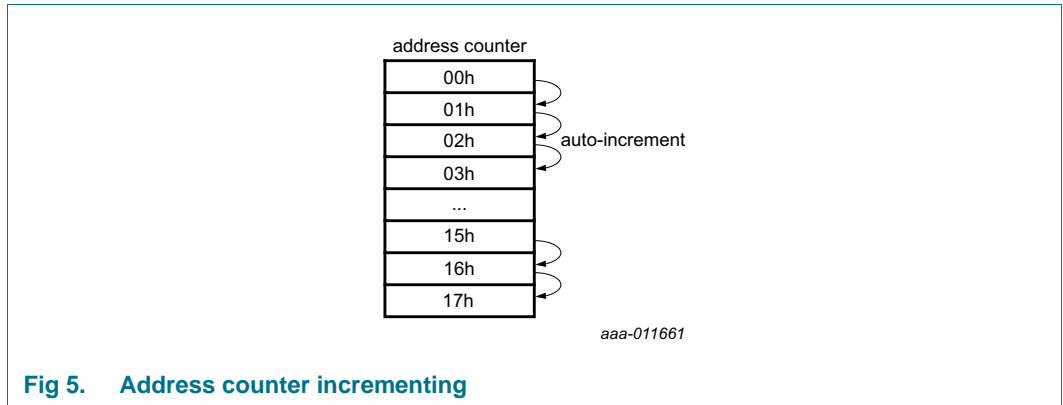 address counter
00h
01h
02h
auto-increment
03h
...
15h
16h
17h
aaa-011661
Fig 5. Address counter incrementing